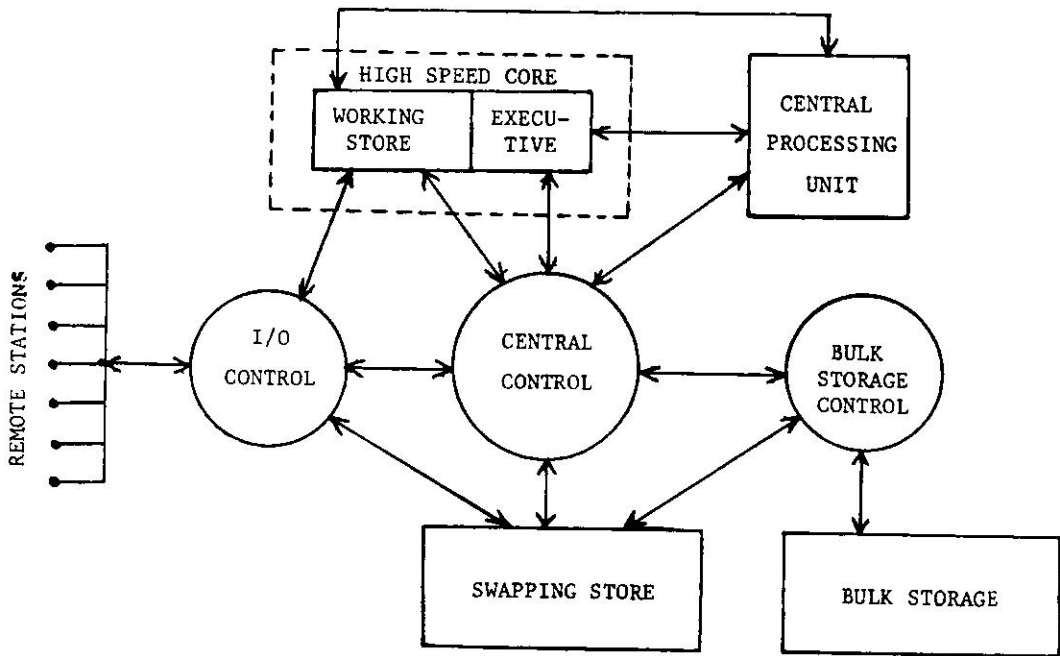 HIGH SPEED CORE
WORKING
STORE
EXECU-
TIVE
CENTRAL
PROCESSING
UNIT
REMOTE STATIONS
I/O
CONTROL
CENTRAL
CONTROL
BULK
STORAGE
CONTROL
SWAPPING STORE
BULK STORAGE